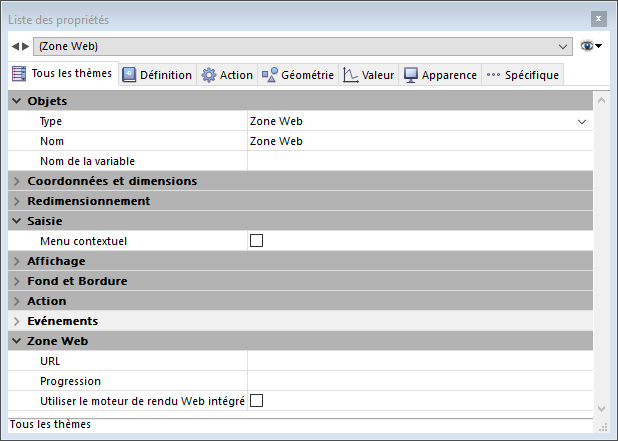 Liste des propriétés
(Zone Web)
Tous les thèmes Définition Action Géométrie Valeur Apparence Spécifique
Objets
Type Zone Web
Nom Zone Web
Nom de la variable
Coordonnées et dimensions
Redimensionnement
Saisie
Menu contextuel
Affichage
Fond et Bordure
Action
Evénements
Zone Web
URL
Progression
Utiliser le moteur de rendu Web intégré
Tous les thèmes